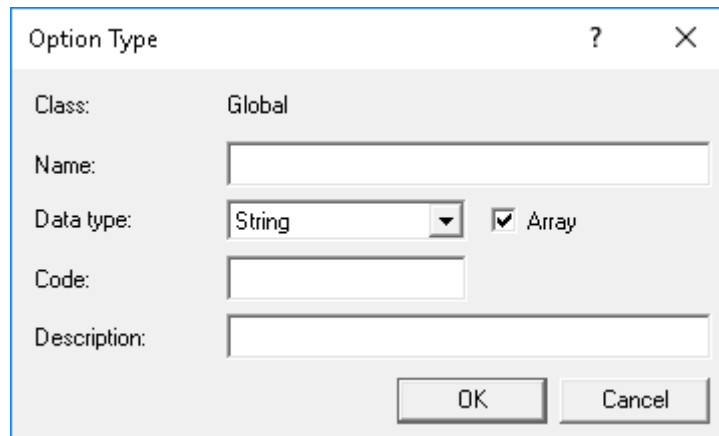 Option Type ?
Class: Global
Name:
Data type: String Array
Code:
Description:
OK Cancel